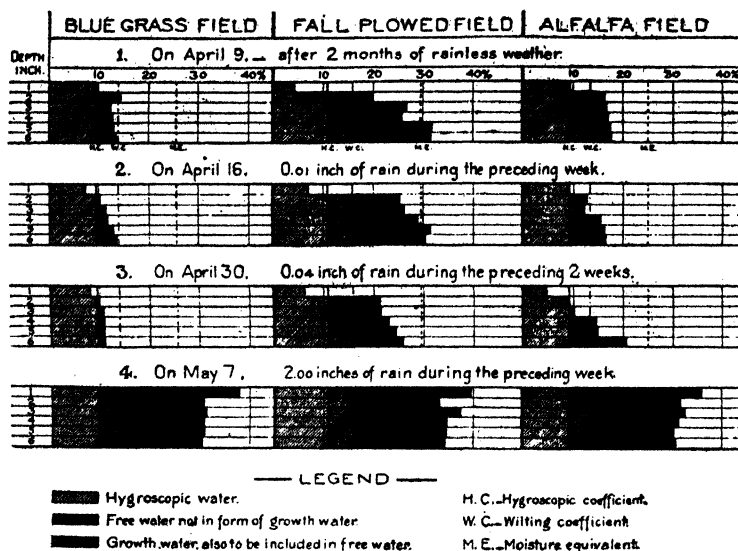 BLUE GRASS FIELD FALL PLOWED FIELD ALFALFA FIELD
1. On April 9. — after 2 months of rainless weather.
DEPTH INCH. 10 20 40% 10 20 30 40% 10 20 30 40%
H.C. W.C. M.E. H.C. W.C. M.E. H.C. W.C. M.E.
2. On April 16. 0.01 inch of rain during the preceding week.
3. On April 30. 0.04 inch of rain during the preceding 2 weeks.
4. On May 7. 2.00 inches of rain during the preceding week
— LEGEND —
Hygroscopic water. H. C.—Hygroscopic coefficient.
Free water not in form of growth water. W. C.—Wilting coefficient
Growth water, also to be included in free water. M. E.—Moisture equivalent.